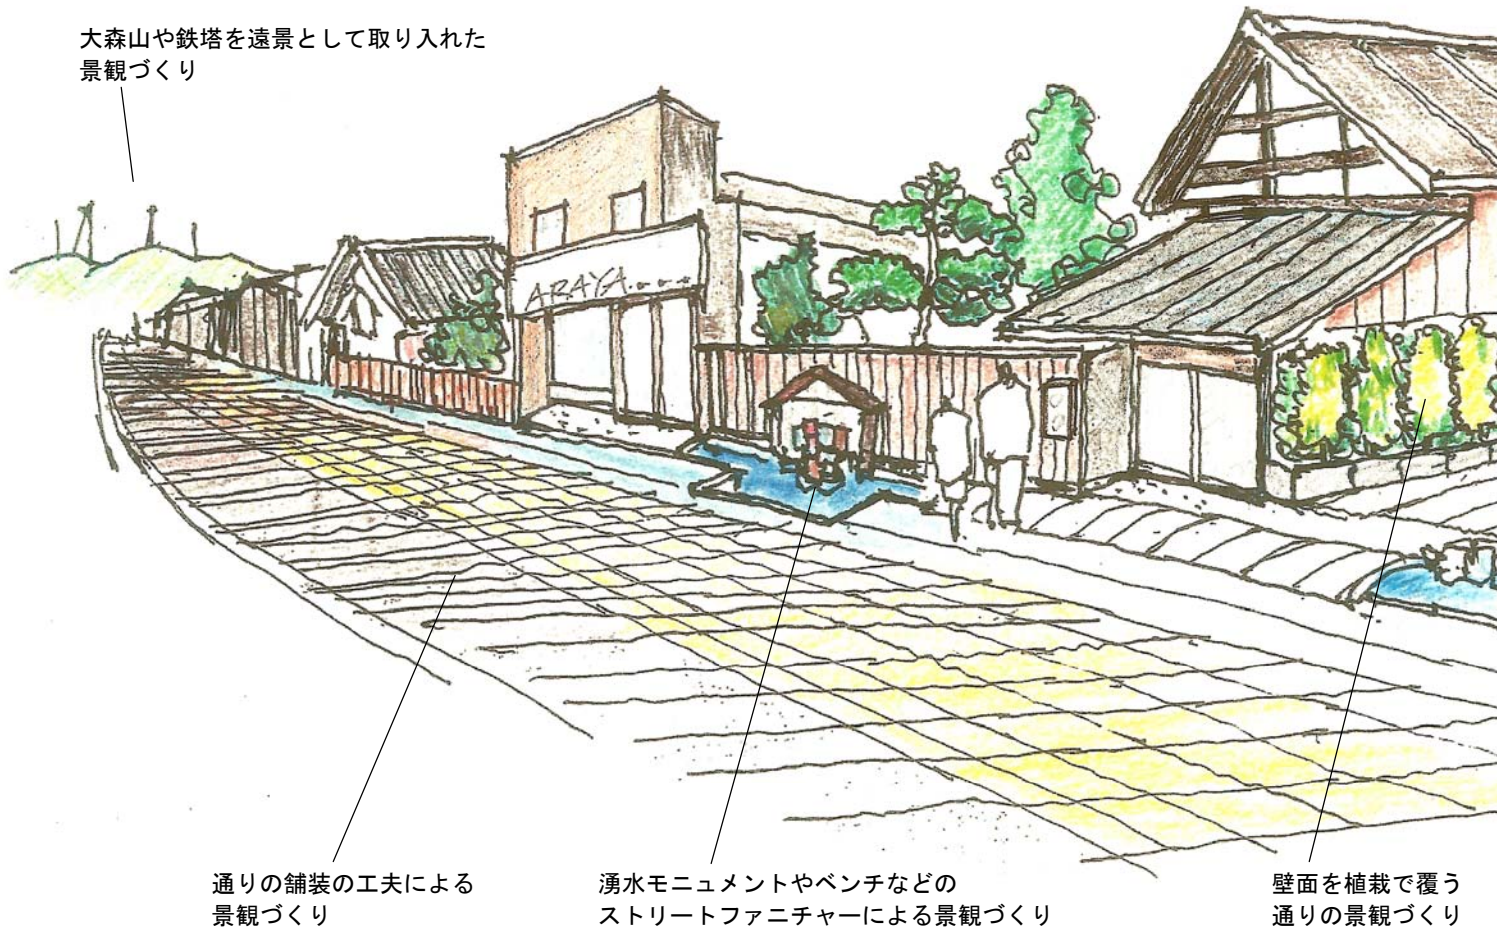 大森山や鉄塔を遠景として取り入れた
景観づくり
ARAYA
通りの舗装の工夫による
景観づくり
湧水モニュメントやベンチなどの
ストリートファニチャーによる景観づくり
壁面を植栽で覆う
通りの景観づくり